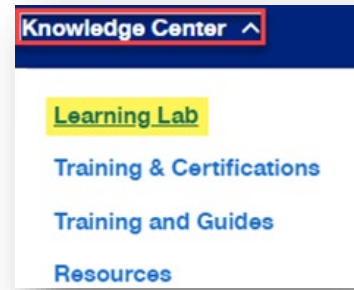 Knowledge Center
Learning Lab
Training & Certifications
Training and Guides
Resources